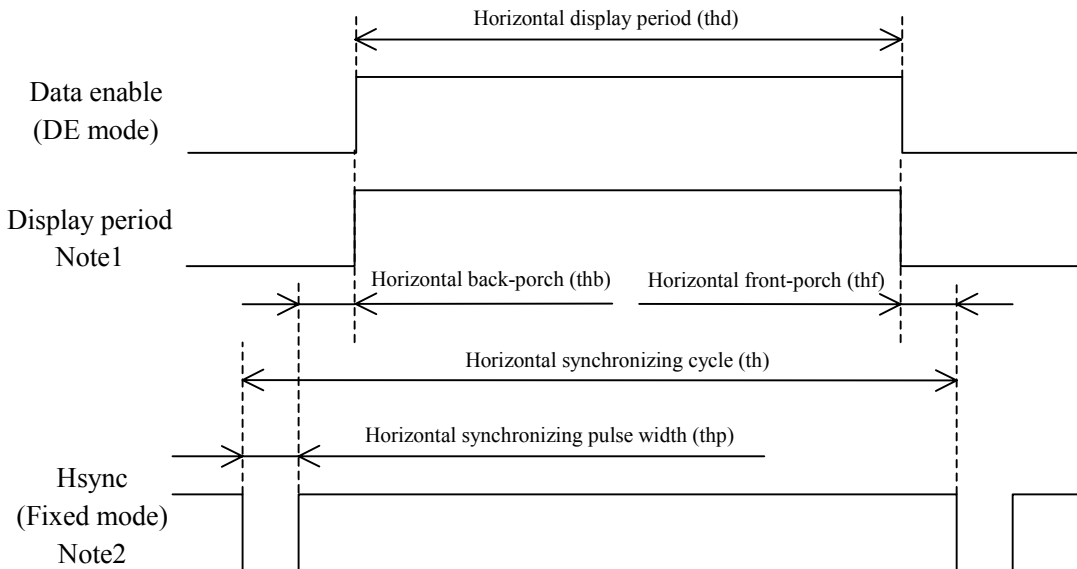 Horizontal display period (thd)
Data enable
(DE mode)
Display period
Note1
Horizontal back-porch (thb)
Horizontal front-porch (thf)
Horizontal synchronizing cycle (th)
Horizontal synchronizing pulse width (thp)
Hsync
(Fixed mode)
Note2